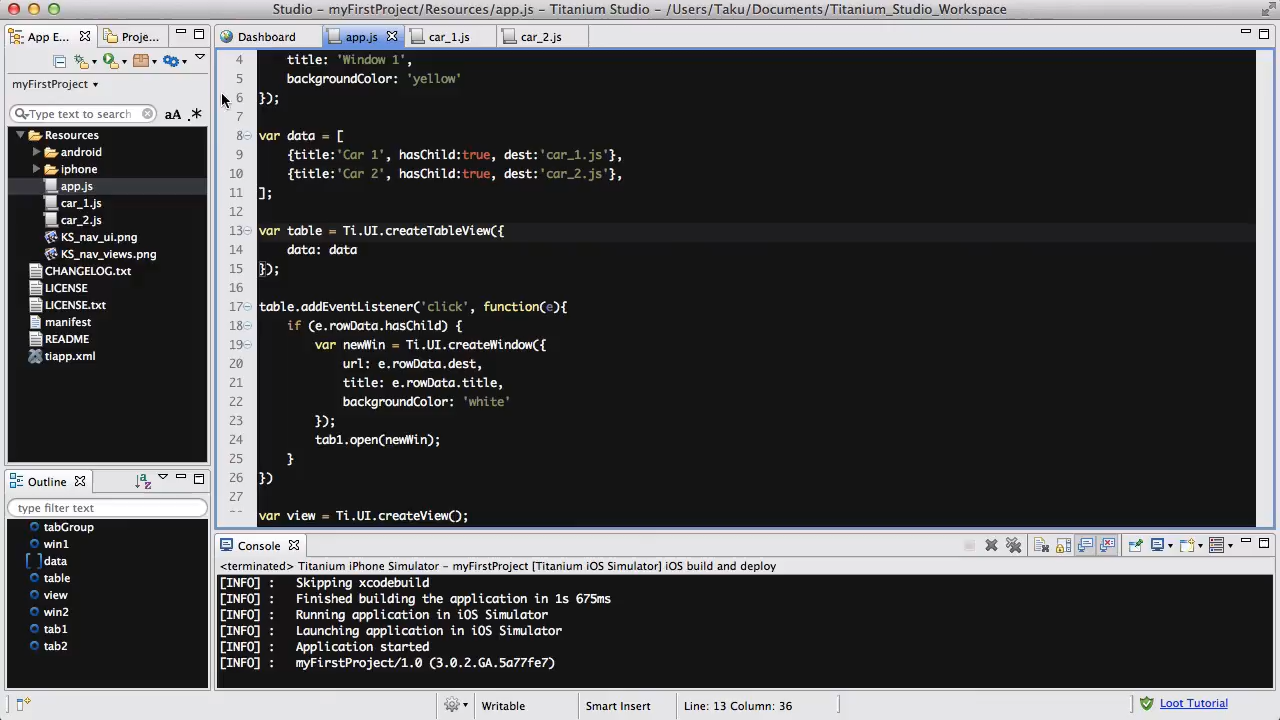 Studio - myFirstProject/Resource/app.js - Titanium Studio - /Users/Taku/Documents/Titanium_Studio_Workspace
App E...
Proje...
Dashboard
app.js
car_1.js
car_2.js
myFirstProject
Type text to search
aA .*
Resources
android
iphone
app.js
car_1.js
car_2.js
KS_nav_ui.png
KS_nav_views.png
CHANGELOG.txt
LICENSE
LICENSE.txt
manifest
README
tiapp.xml
4 title: 'Window 1',
5 backgroundColor: 'yellow'
6 });
7
8 var data = [
9 {title:'Car 1', hasChild:true, dest:'car_1.js'},
10 {title:'Car 2', hasChild:true, dest:'car_2.js'},
11 ];
12
13 var table = Ti.UI.createTableView({
14 data: data
15 });
16
17 table.addEventListener('click', function(e){
18 if (e.rowData.hasChild) {
19 var newWin = Ti.UI.createWindow({
20 url: e.rowData.dest,
21 title: e.rowData.title,
22 backgroundColor: 'white'
23 });
24 tab1.open(newWin);
25 }
26 })
27
var view = Ti.UI.createView();
Outline
type filter text
tabGroup
win1
data
table
view
win2
tab1
tab2
Console
<terminated> Titanium iPhone Simulator - myFirstProject [Titanium iOS Simulator] iOS build and deploy
[INFO] : Skipping xcodebuild
[INFO] : Finished building the application in 1s 675ms
[INFO] : Running application in iOS Simulator
[INFO] : Launching application in iOS Simulator
[INFO] : Application started
[INFO] : myFirstProject/1.0 (3.0.2.GA.5a77fe7)
Writable
Smart Insert
Line: 13 Column: 36
Loot Tutorial